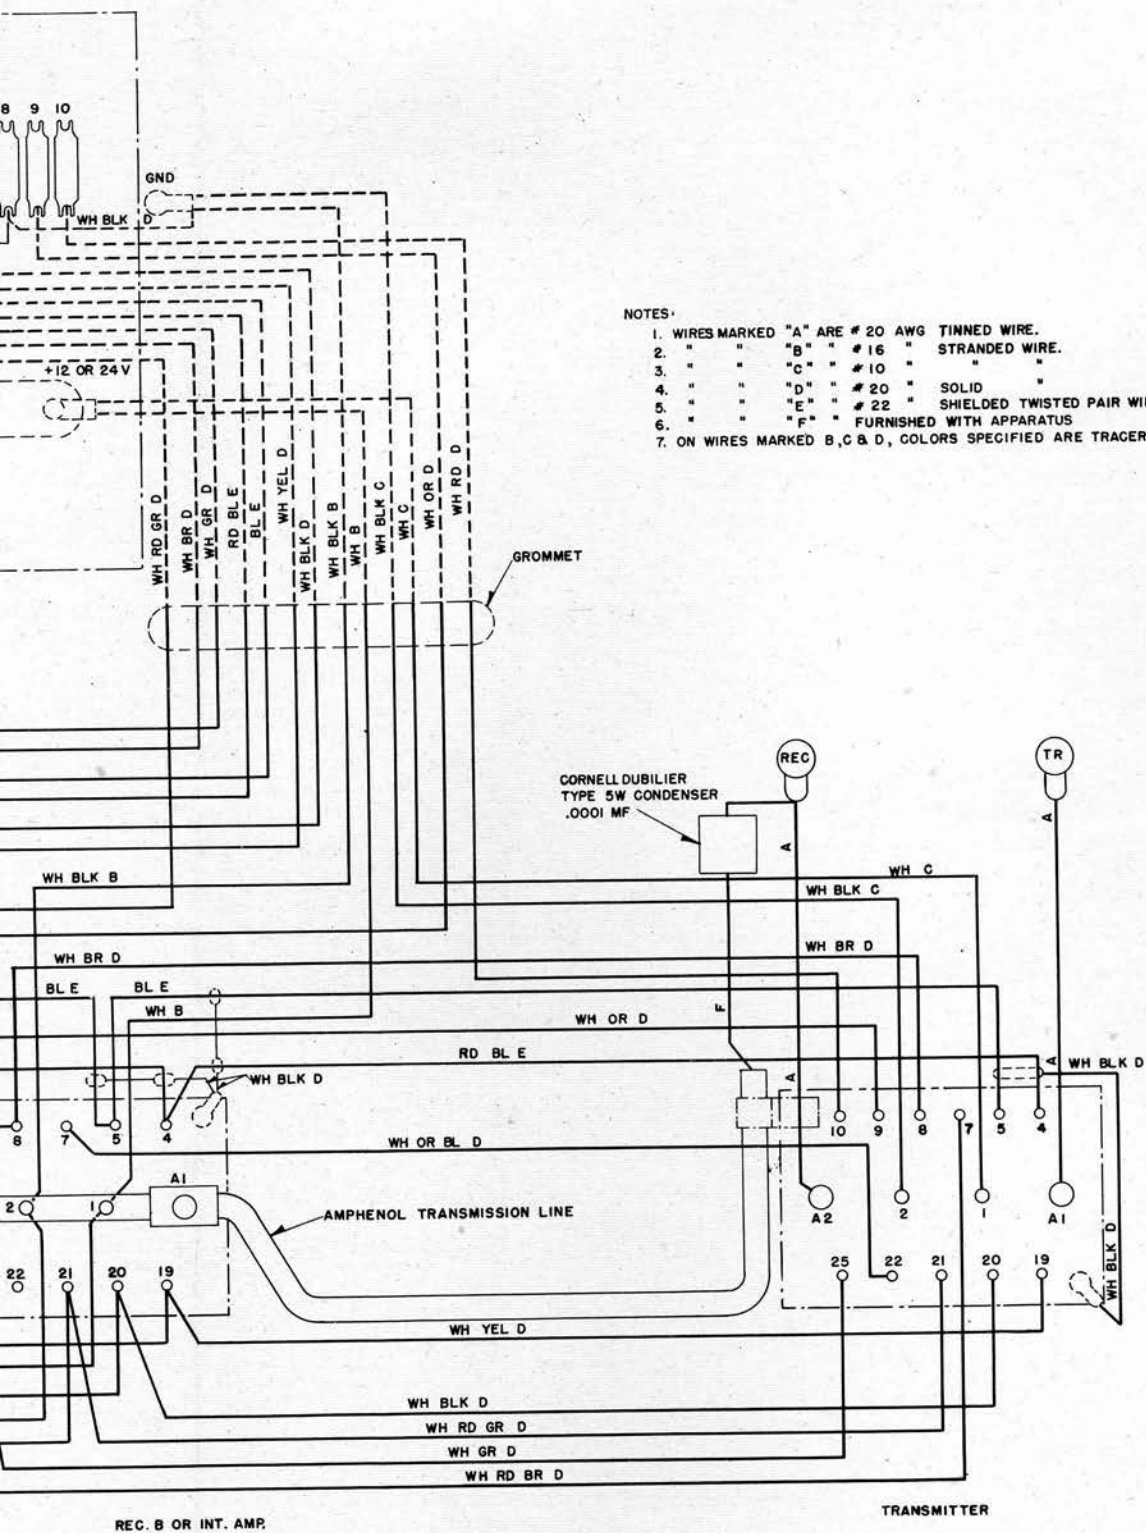 8 9 10
GND
WH BLK D
+12 OR 24V
NOTES:
1. WIRES MARKED "A" ARE # 20 AWG TINNED WIRE.
2. " " "B" " # 16 " STRANDED WIRE.
3. " " "C" " # 10 " " "
4. " " "D" " # 20 " SOLID "
5. " " "E" " # 22 " SHIELDED TWISTED PAIR WI
6. " " "F" " FURNISHED WITH APPARATUS
7. ON WIRES MARKED B, C & D, COLORS SPECIFIED ARE TRACER
WH RD GR D
WH BR D
WH GR D
RD BL E
BL E
WH YEL D
WH BLK D
WH BLK B
WH B
WH BLK C
WH C
WH OR D
WH RD D
GROMMET
REC
TR
CORNELL DUBILIER
TYPE 5W CONDENSER
.0001 MF
A
A
WH BLK B
WH C
WH BLK C
WH BR D
WH BR D
BL E
BL E
WH B
F
WH OR D
RD BL E
A
A
WH BLK D
WH BLK D
8 7 5 4
10 9 8 7 5 4
WH OR BL D
A1
2 1
AMPHENOL TRANSMISSION LINE
A2 2 1 A1
WH BLK D
22 21 20 19
25 22 21 20 19
WH YEL D
WH BLK D
WH RD GR D
WH GR D
WH RD BR D
REC. B OR INT. AMP.
TRANSMITTER